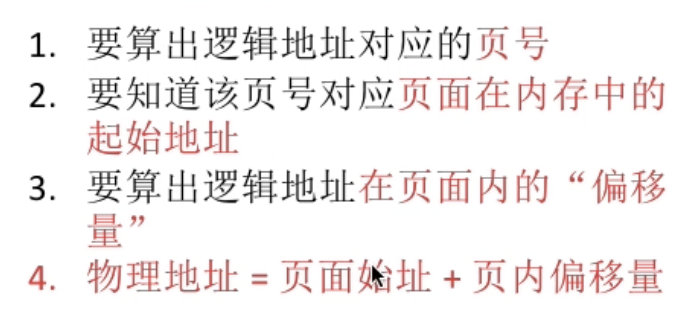 1. 要算出逻辑地址对应的页号
2. 要知道该页号对应页面在内存中的
起始地址
3. 要算出逻辑地址在页面内的“偏移
量”
4. 物理地址 = 页面始址 + 页内偏移量